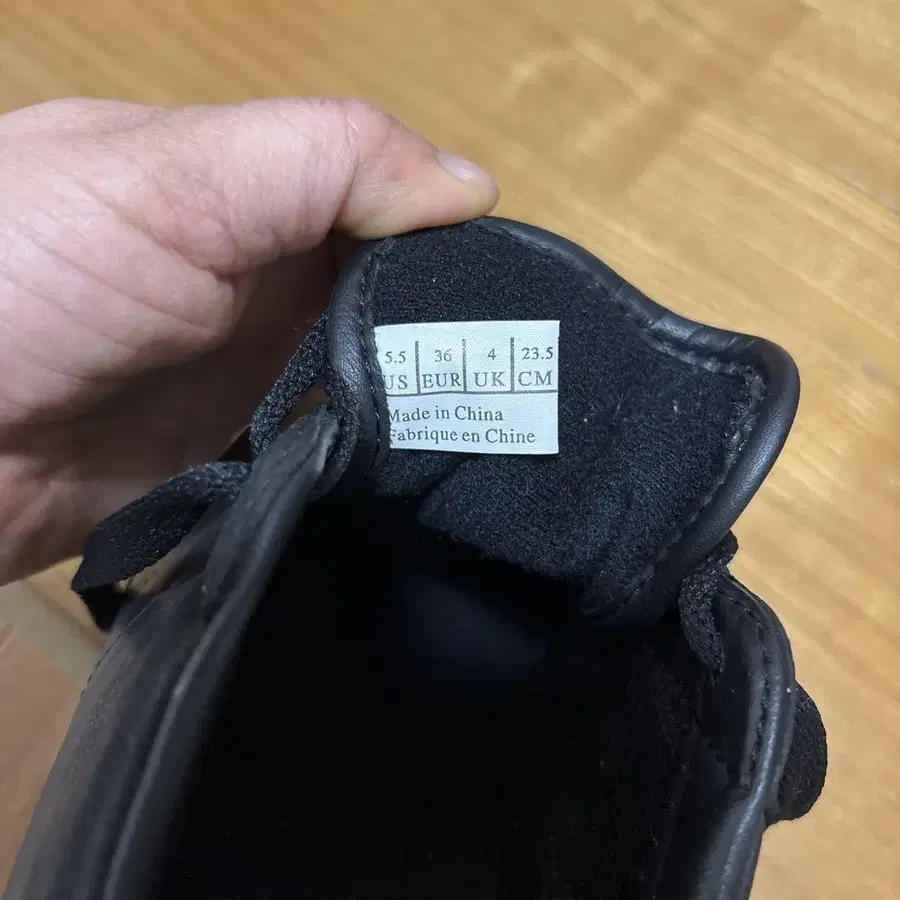 5.5 36 4 23.5
US EUR UK CM
Made in China
Fabrique en Chine